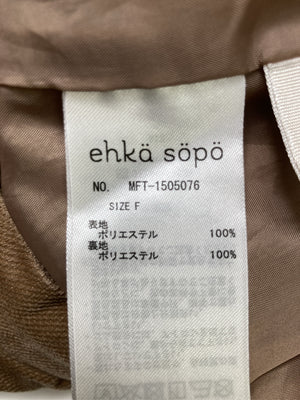 ehkä söpö
NO. MFT-1505076
SIZE F
表地
ポリエステル 100%
裏地
ポリエステル 100%